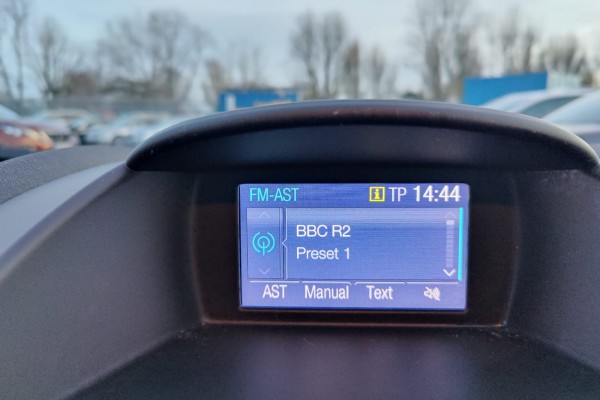 FM-AST i TP 14:44
BBC R2
Preset 1
AST Manual Text